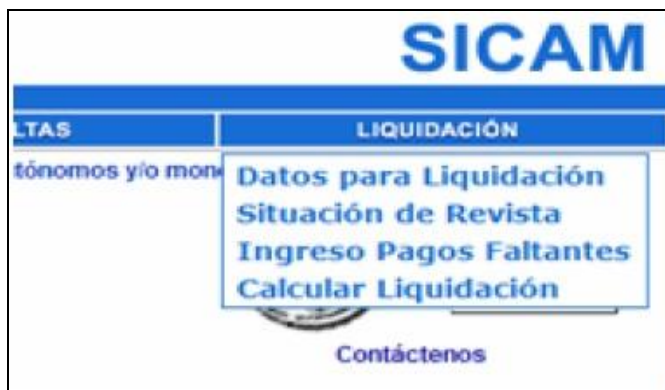 SICAM
LTAS
LIQUIDACIÓN
tónomos y/o mon
Datos para Liquidación
Situación de Revista
Ingreso Pagos Faltantes
Calcular Liquidación
Contáctenos